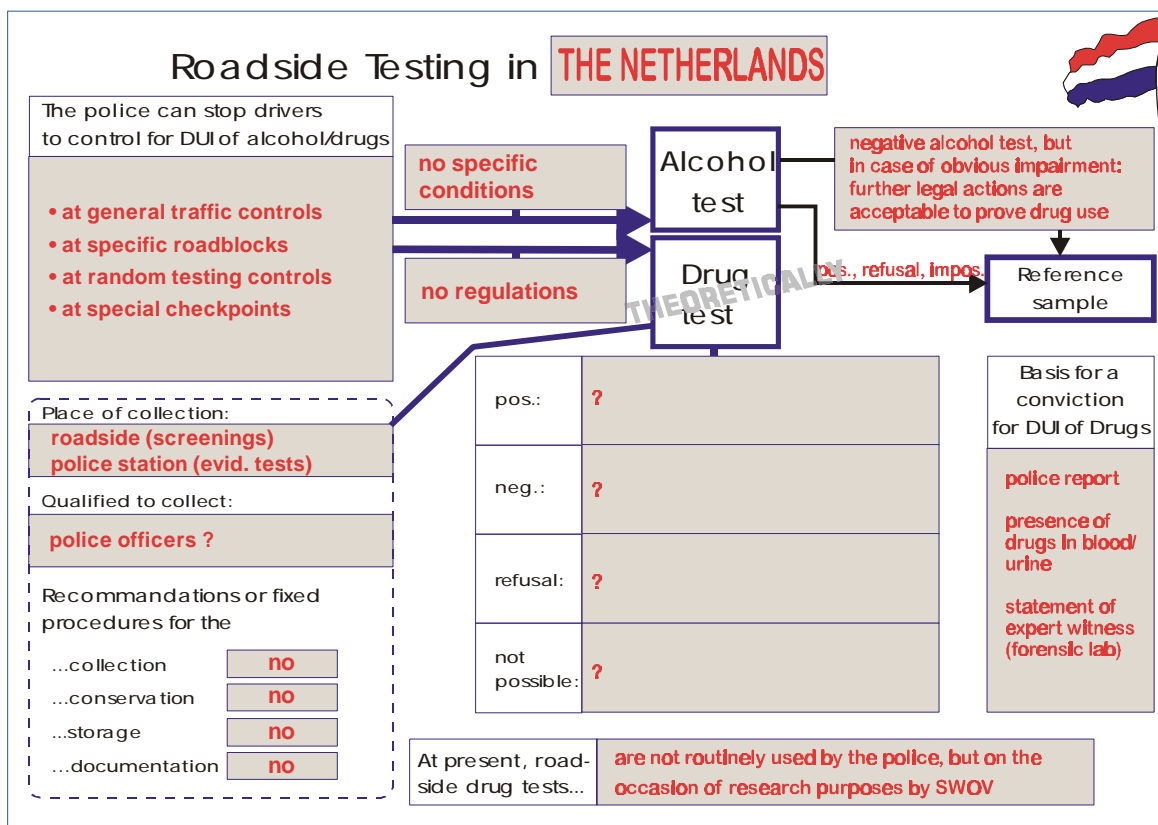 Roadside Testing in THE NETHERLANDS
The police can stop drivers
to control for DUI of alcohol/drugs
• at general traffic controls
• at specific roadblocks
• at random testing controls
• at special checkpoints
no specific
conditions
no regulations
Alcohol
test
Drug
test
THEORETICALLY
negative alcohol test, but
in case of obvious impairment:
further legal actions are
acceptable to prove drug use
pos., refusal, impos.
Reference
sample
Place of collection:
roadside (screenings)
police station (evid. tests)
Qualified to collect:
police officers ?
Recommandations or fixed
procedures for the
...collection no
...conservation no
...storage no
...documentation no
pos.: ?
neg.: ?
refusal: ?
not
possible: ?
Basis for a
conviction
for DUI of Drugs
police report
presence of
drugs in blood/
urine
statement of
expert witness
(forensic lab)
At present, road-
side drug tests...
are not routinely used by the police, but on the
occasion of research purposes by SWOV